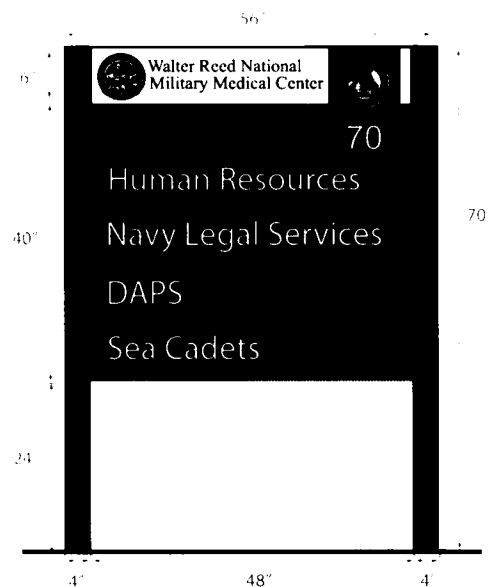 56"
6"
Walter Reed National
Military Medical Center
70
Human Resources
Navy Legal Services
40"
70
DAPS
Sea Cadets
24
4"
48"
4"